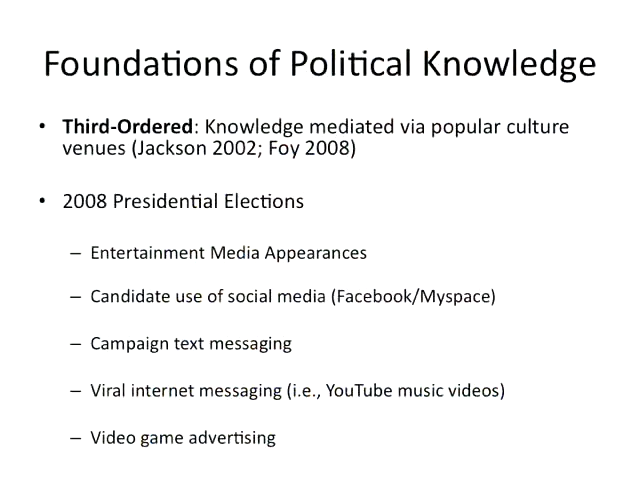 Foundations of Political Knowledge
• Third-Ordered: Knowledge mediated via popular culture
venues (Jackson 2002; Foy 2008)
• 2008 Presidential Elections
– Entertainment Media Appearances
– Candidate use of social media (Facebook/Myspace)
– Campaign text messaging
– Viral internet messaging (i.e., YouTube music videos)
– Video game advertising